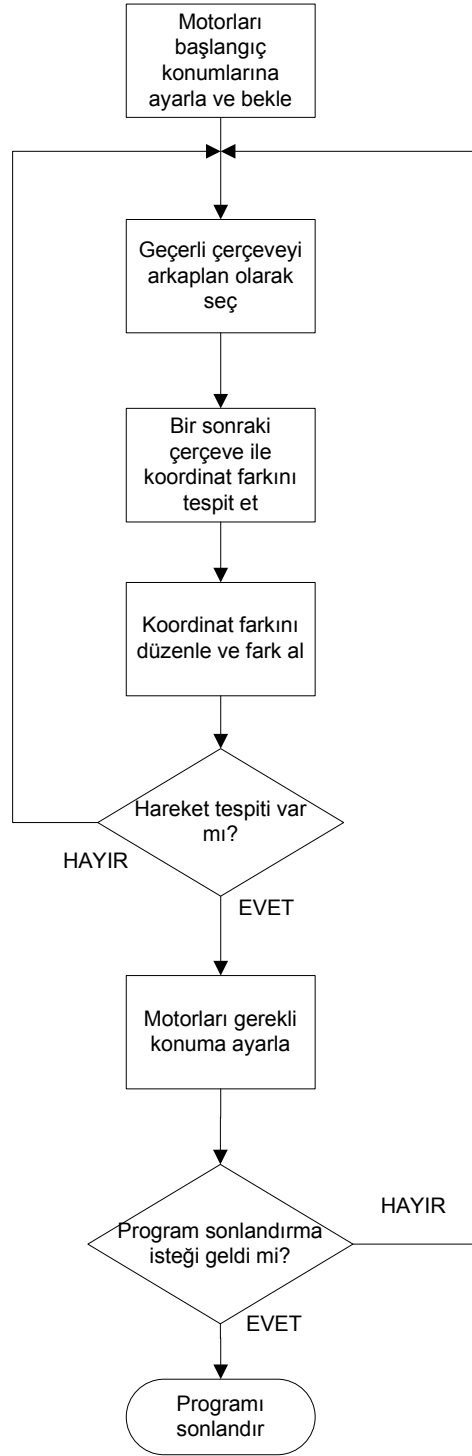 Motorları
başlangıç
konumlarına
ayarla ve bekle
Geçerli çerçeveyi
arkaplan olarak
seç
Bir sonraki
çerçeve ile
koordinat farkını
tespit et
Koordinat farkını
düzenle ve fark al
Hareket tespiti var
mı?
HAYIR
EVET
Motorları gerekli
konuma ayarla
Program sonlandırma
isteği geldi mi?
HAYIR
EVET
Programı
sonlandır